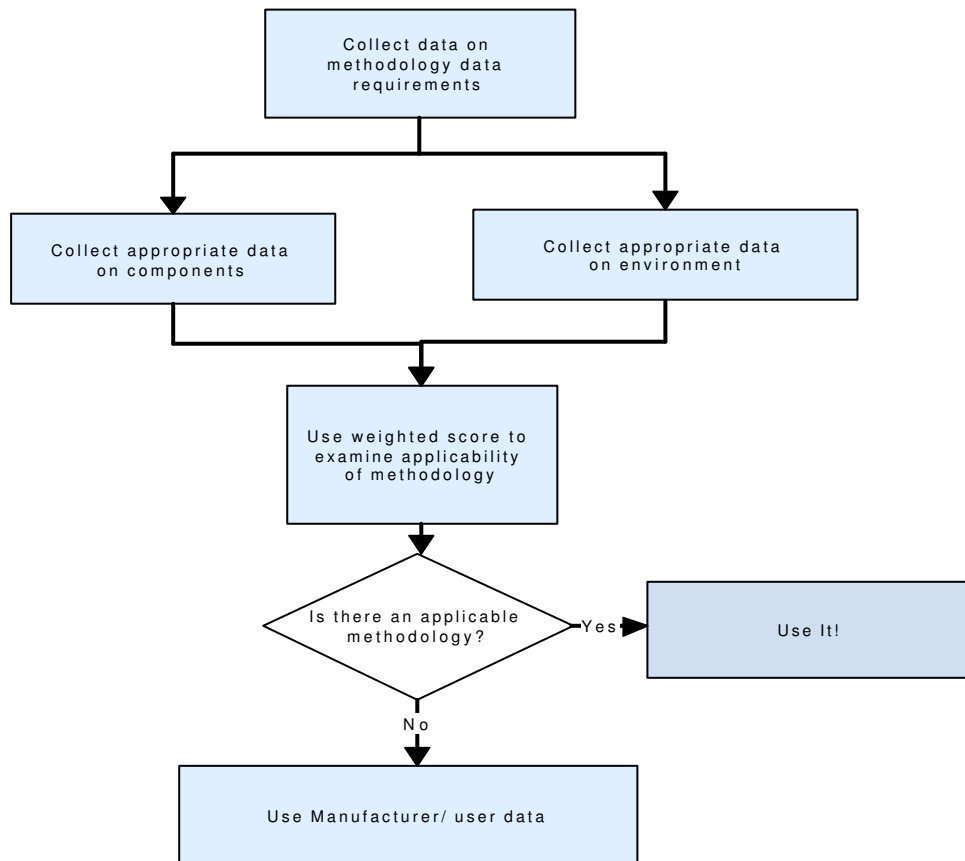 Collect data on
methodology data
requirements
Collect appropriate data
on components
Collect appropriate data
on environment
Use weighted score to
examine applicability
of methodology
Is there an applicable
methodology?
Yes
Use It!
No
Use Manufacturer/ user data